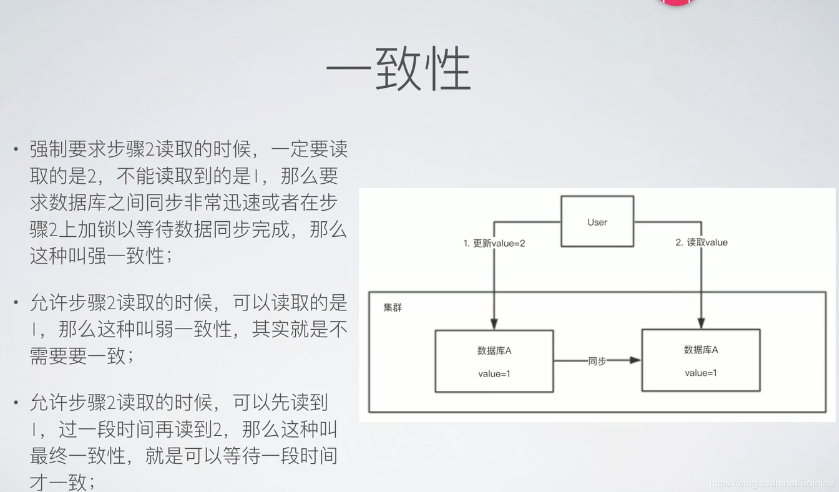 一致性
• 强制要求步骤2读取的时候，一定要读
取的是2，不能读取到的是1，那么要
求数据库之间同步非常迅速或者在步
骤2上加锁以等待数据同步完成，那么
这种叫强一致性；
• 允许步骤2读取的时候，可以读取的是
1，那么这种叫弱一致性，其实就是不
需要要一致；
• 允许步骤2读取的时候，可以先读到
1，过一段时间再读到2，那么这种叫
最终一致性，就是可以等待一段时间
才一致；
User
1. 更新value=2
2. 读取value
集群
数据库A
value=1
同步
数据库A
value=1